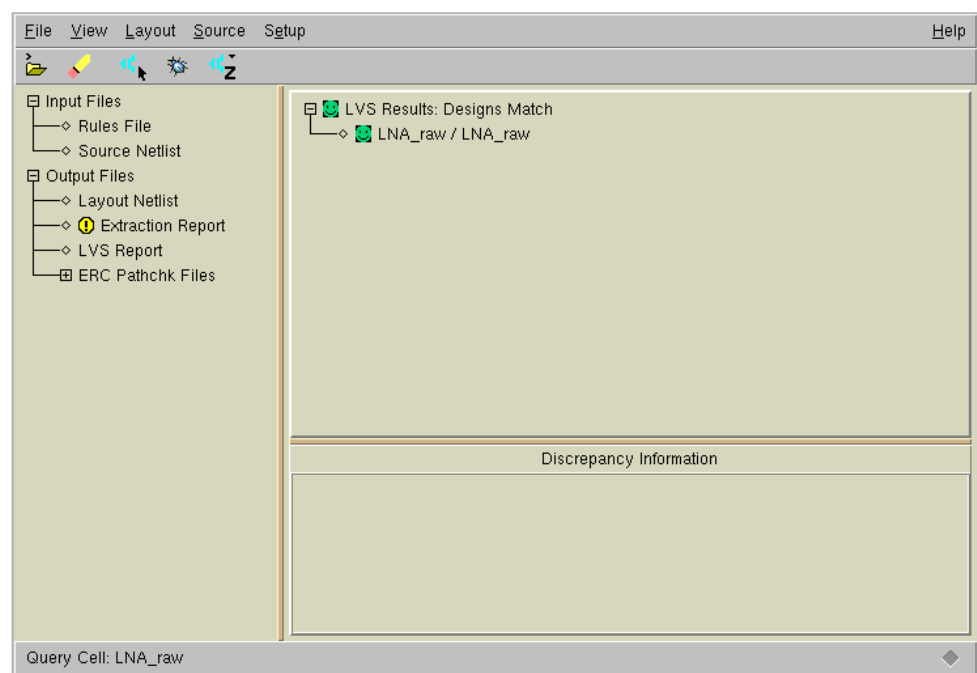 File View Layout Source Setup Help
Z
Input Files
Rules File
Source Netlist
Output Files
Layout Netlist
Extraction Report
LVS Report
ERC Pathchk Files
LVS Results: Designs Match
LNA_raw / LNA_raw
Discrepancy Information
Query Cell: LNA_raw